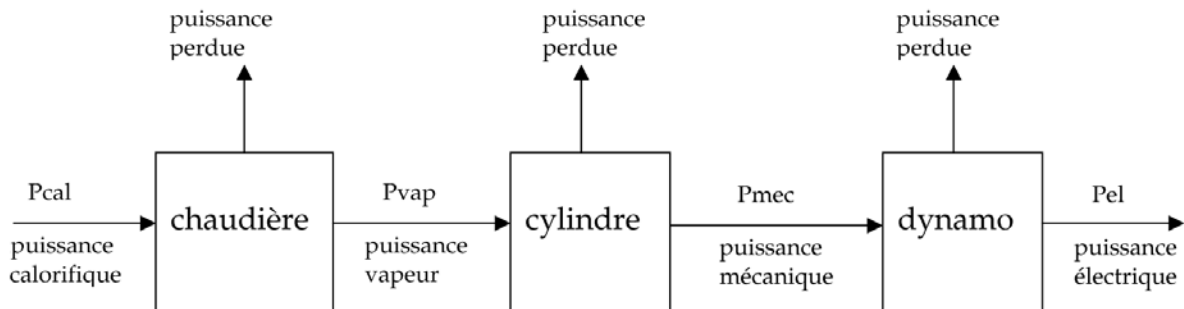 puissance
perdue
puissance
perdue
puissance
perdue
Pcal
chaudière
Pvap
cylindre
Pmec
dynamo
Pel
puissance
calorifique
puissance
vapeur
puissance
mécanique
puissance
électrique